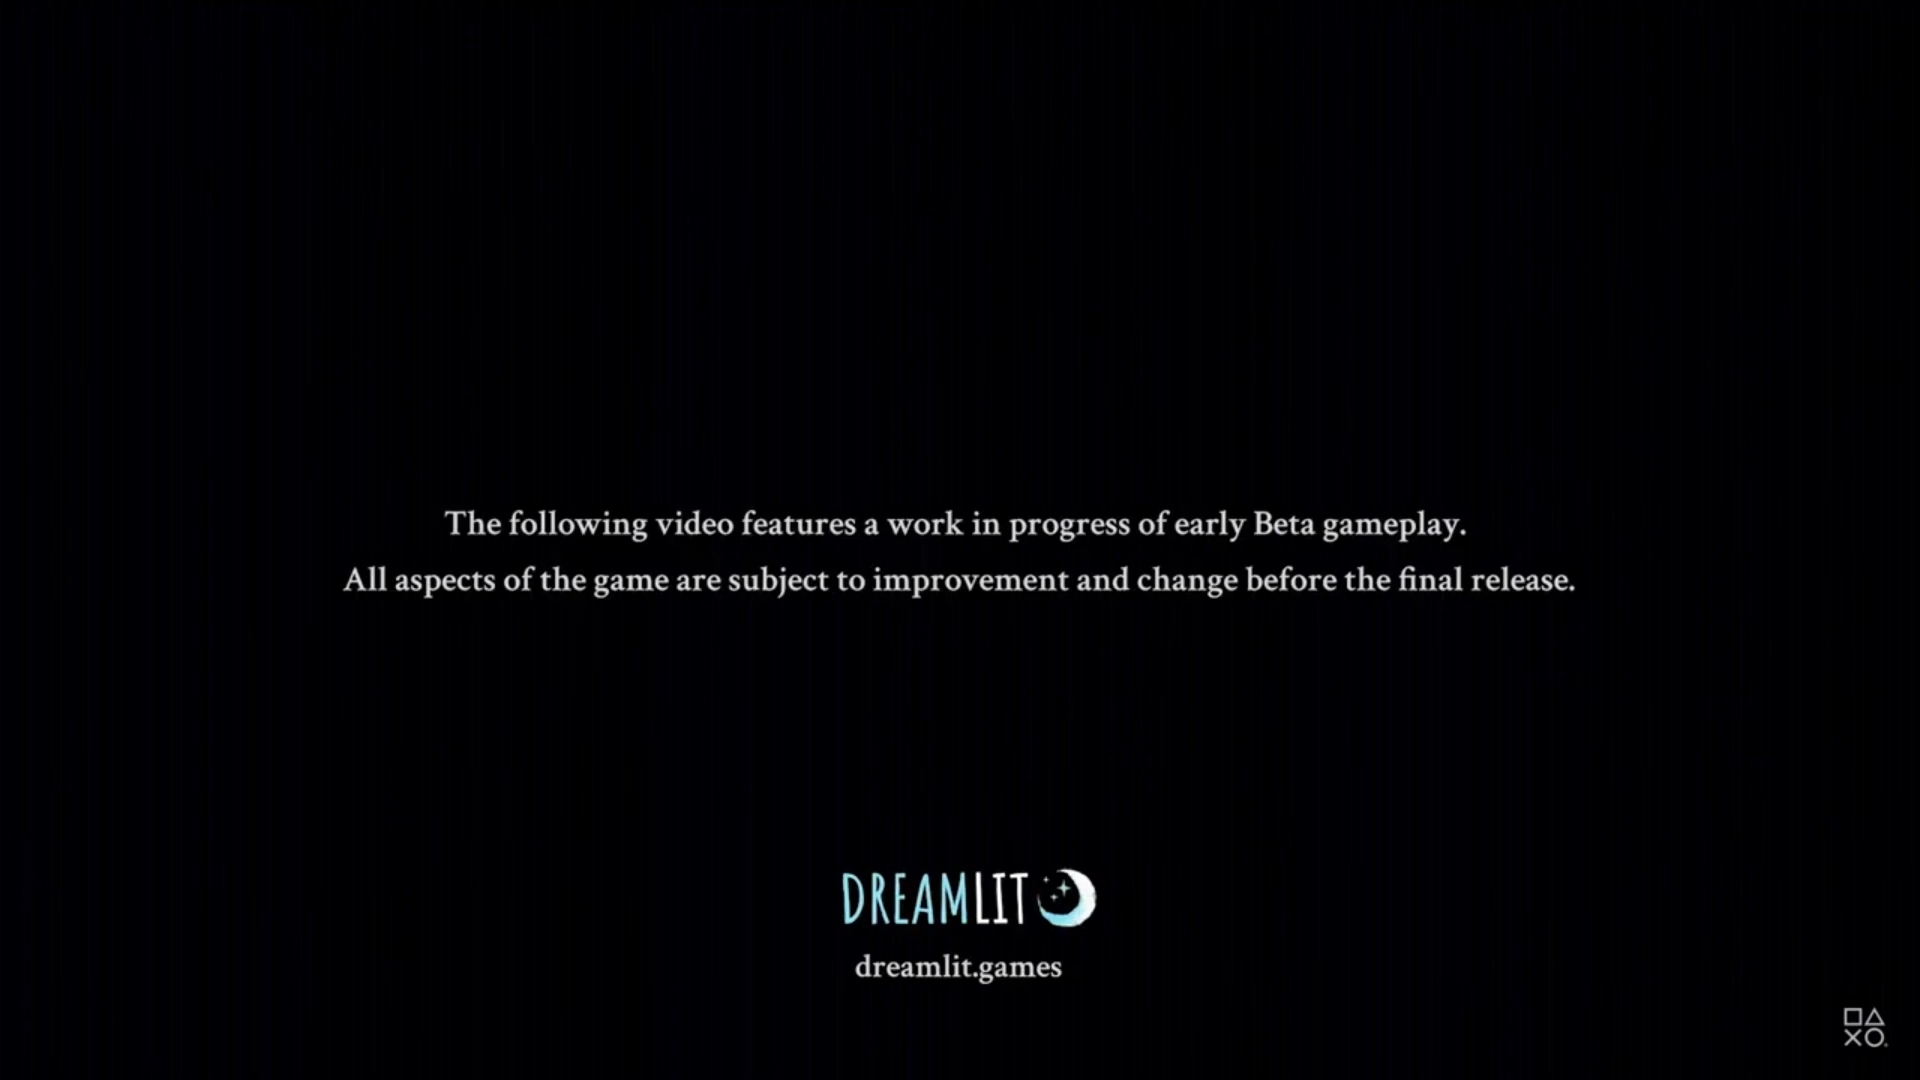 The following video features a work in progress of early Beta gameplay.
All aspects of the game are subject to improvement and change before the final release.
DREAMLIT
dreamlit.games